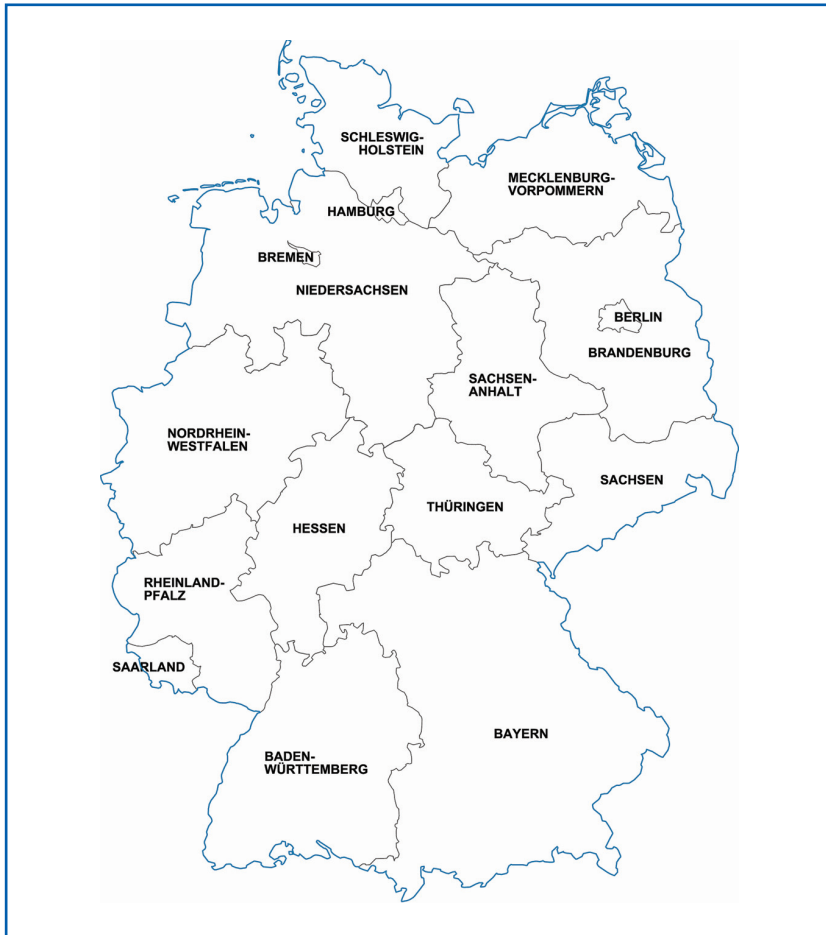 SCHLESWIG-
HOLSTEIN
MECKLENBURG-
VORPOMMERN
HAMBURG
BREMEN
NIEDERSACHSEN
BERLIN
BRANDENBURG
SACHSEN-
ANHALT
NORDRHEIN-
WESTFALEN
SACHSEN
THÜRINGEN
HESSEN
RHEINLAND-
PFALZ
SAARLAND
BAYERN
BADEN-
WÜRTTEMBERG